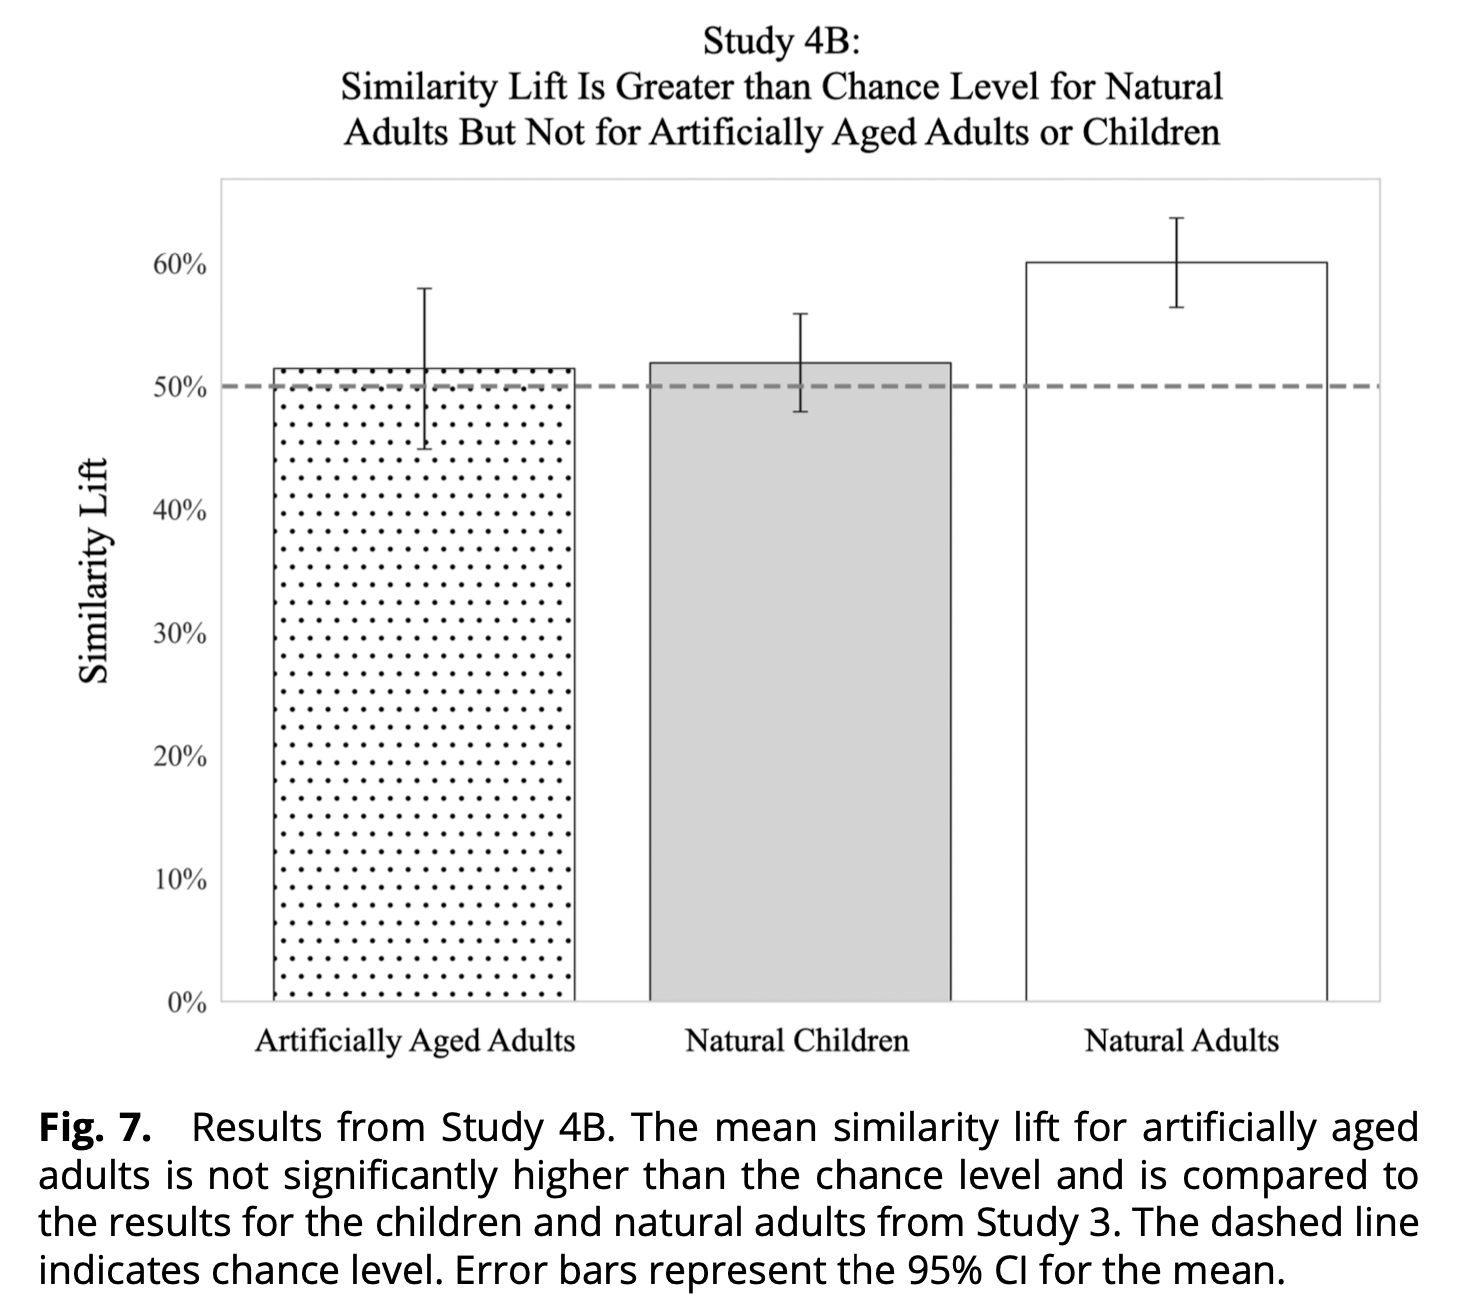 Study 4B:
Similarity Lift Is Greater than Chance Level for Natural
Adults But Not for Artificially Aged Adults or Children
60%
50%
40%
30%
20%
10%
0%
Similarity Lift
Artificially Aged Adults
Natural Children
Natural Adults
Fig. 7. Results from Study 4B. The mean similarity lift for artificially aged
adults is not significantly higher than the chance level and is compared to
the results for the children and natural adults from Study 3. The dashed line
indicates chance level. Error bars represent the 95% CI for the mean.